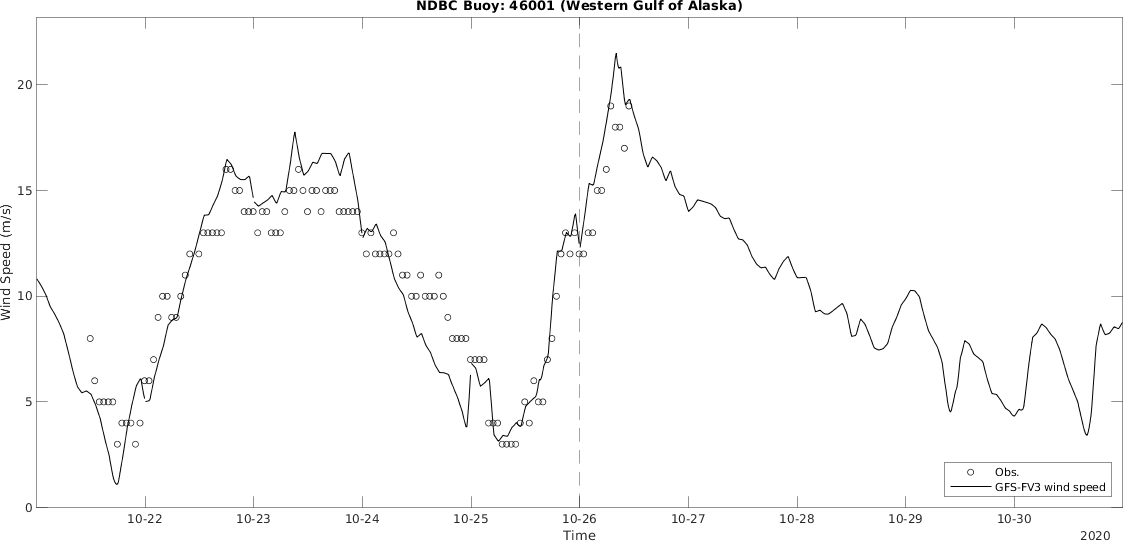 NDBC Buoy: 46001 (Western Gulf of Alaska)
Wind Speed (m/s)
20
15
10
5
0
Obs.
GFS-FV3 wind speed
10-22 10-23 10-24 10-25 10-26 10-27 10-28 10-29 10-30
Time
2020